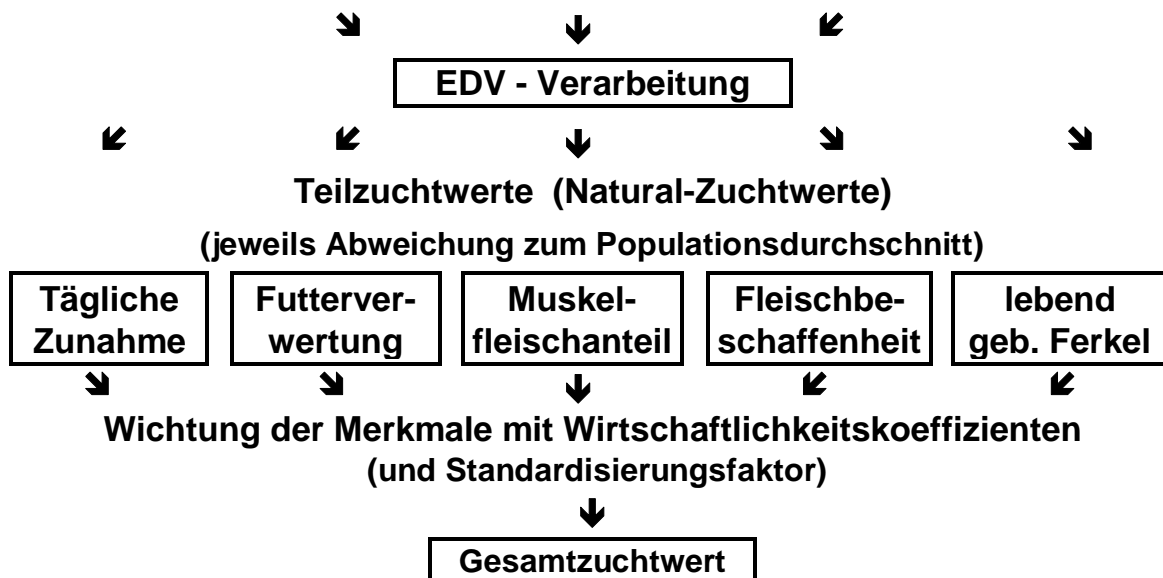 EDV - Verarbeitung
Teilzuchtwerte (Natural-Zuchtwerte)
(jeweils Abweichung zum Populationsdurchschnitt)
Tägliche
Zunahme
Futterver-
wertung
Muskel-
fleischanteil
Fleischbe-
schaffenheit
lebend
geb. Ferkel
Wichtung der Merkmale mit Wirtschaftlichkeitskoeffizienten
(und Standardisierungsfaktor)
Gesamtzuchtwert